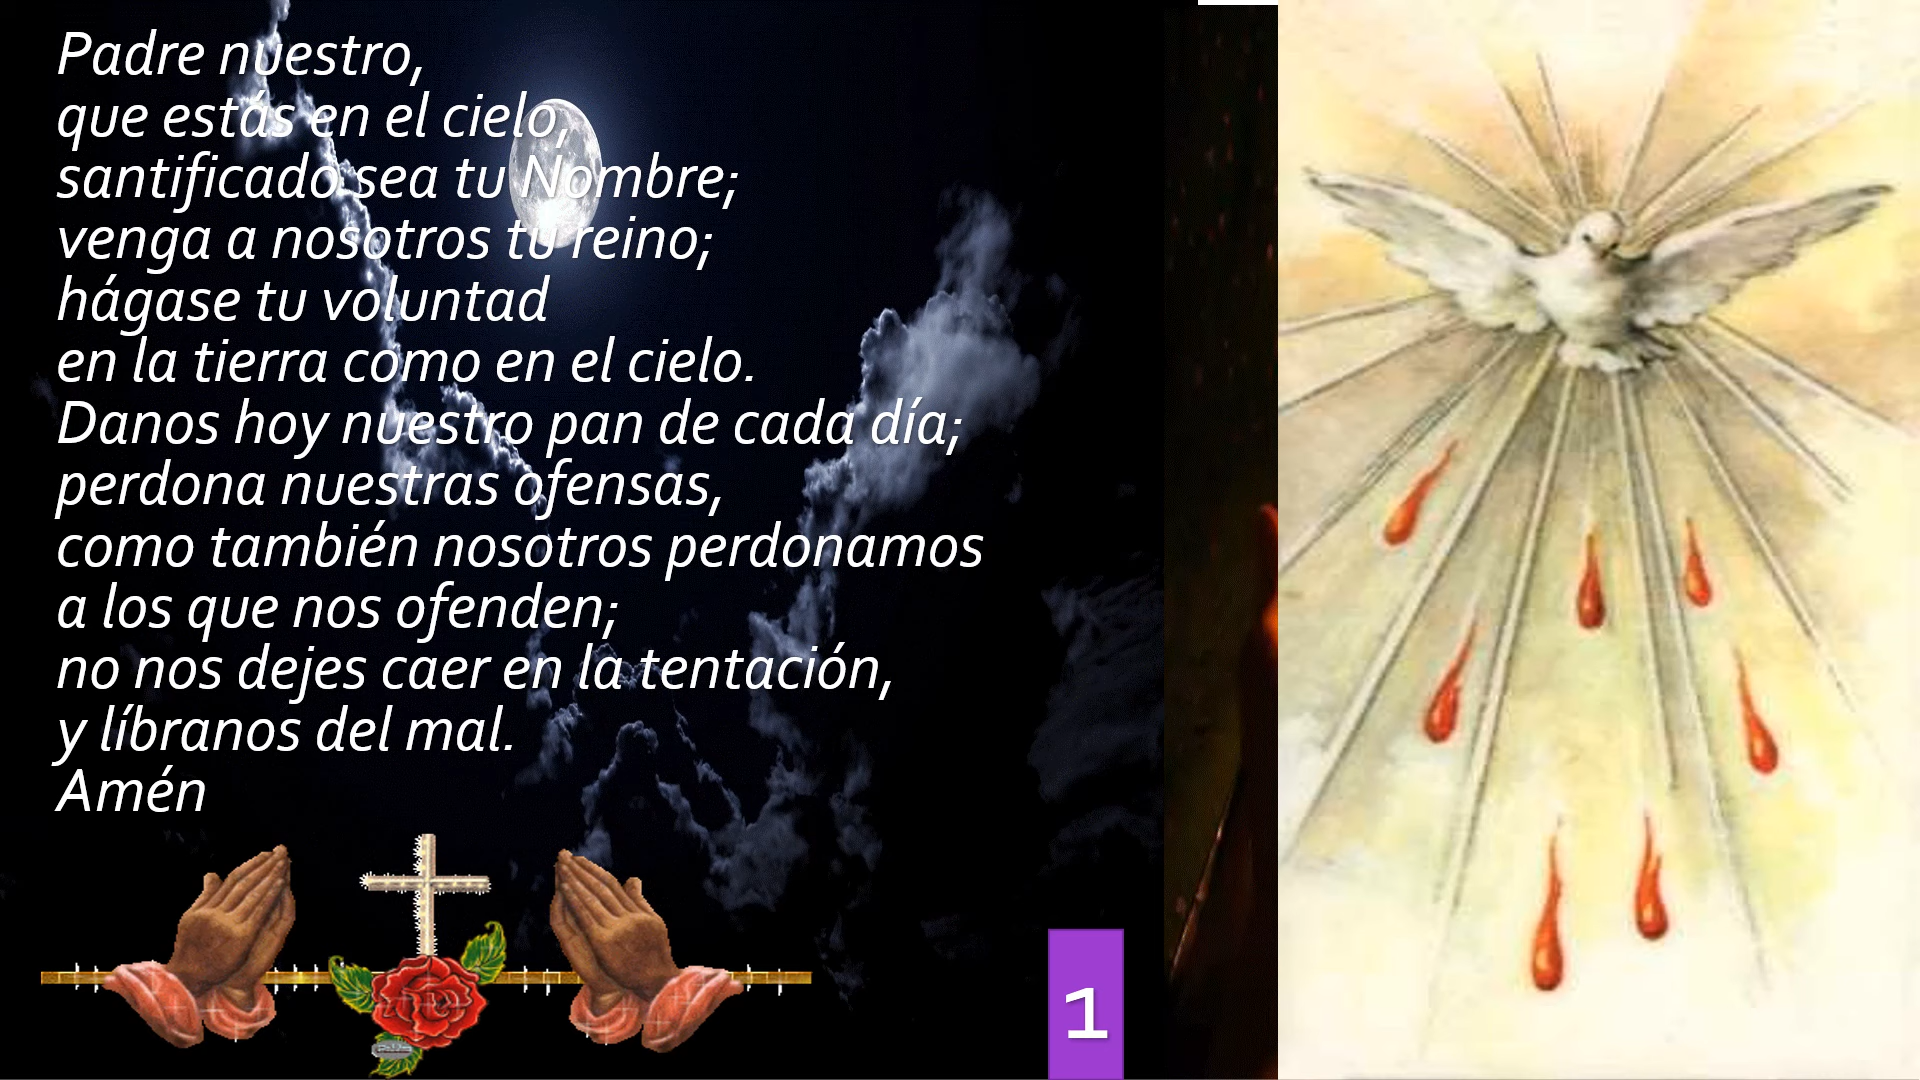 Padre nuestro,
que estás en el cielo,
santificado sea tu Nombre;
venga a nosotros tu reino;
hágase tu voluntad
en la tierra como en el cielo.
Danos hoy nuestro pan de cada día;
perdona nuestras ofensas,
como también nosotros perdonamos
a los que nos ofenden;
no nos dejes caer en la tentación,
y líbranos del mal.
Amén
1